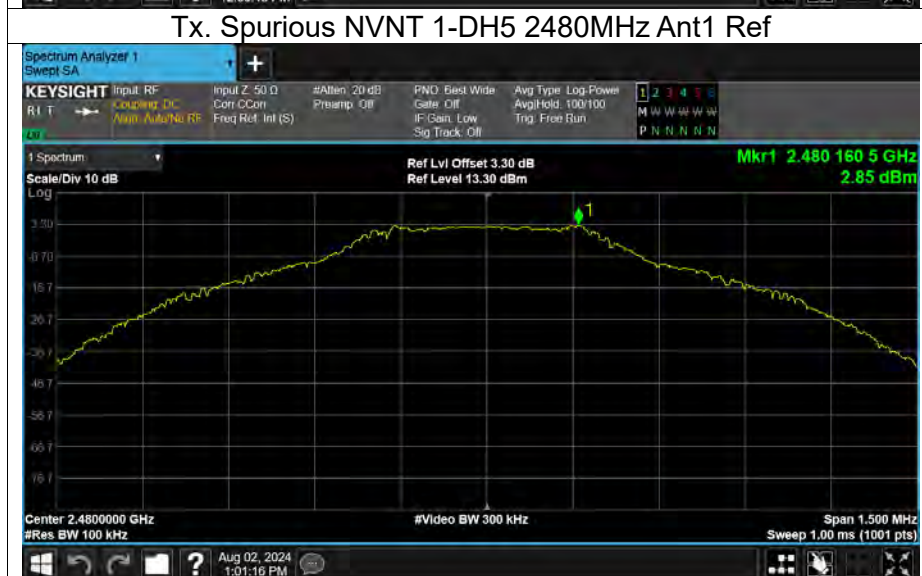 Tx. Spurious NVNT 1-DH5 2480MHz Ant1 Ref
Spectrum Analyzer 1
Swept SA
+
KEYSIGHT Input: RF Input Z: 50 Ω #Atten: 20 dB PNO: Best Wide Avg Type: Log-Power 1 2 3 4 5 6
RL T Coupling: DC Corr CCorr Preamp: Off Gate: Off Avg|Hold: 100/100 M W W W W W
Align: Auto/No RF Freq Ref: Int (S) IF Gain: Low Trig: Free Run
Sig Track: Off P N N N N N
1 Spectrum Ref Lvl Offset 3.30 dB Mkr1 2.480 160 5 GHz
Scale/Div 10 dB Ref Level 13.30 dBm 2.85 dBm
Log
1
3.30
-6.70
-16.7
-26.7
-36.7
-46.7
-56.7
-66.7
-76.7
Center 2.4800000 GHz #Video BW 300 kHz Span 1.500 MHz
#Res BW 100 kHz Sweep 1.00 ms (1001 pts)
? Aug 02, 2024
1:01:16 PM